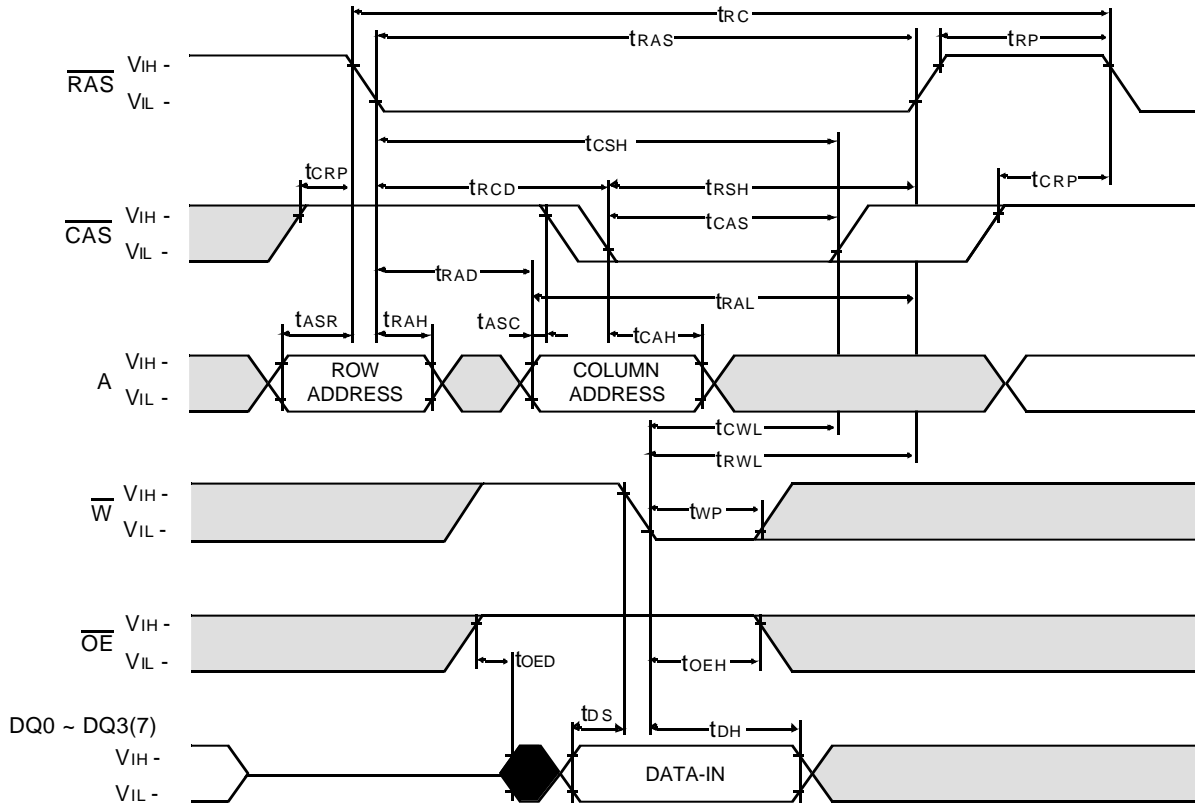 tRC
tRAS
tRP
RAS
VIH -
VIL -
tCSH
tCRP
tRCD
tRSH
tCRP
CAS
VIH -
VIL -
tCAS
tRAD
tRAL
tASR
tRAH
tASC
tCAH
A
VIH -
VIL -
ROW
ADDRESS
COLUMN
ADDRESS
tCWL
tRWL
W
VIH -
VIL -
tWP
OE
VIH -
VIL -
tOED
tOEH
DQ0 ~ DQ3(7)
VIH -
VIL -
tDS
tDH
DATA-IN